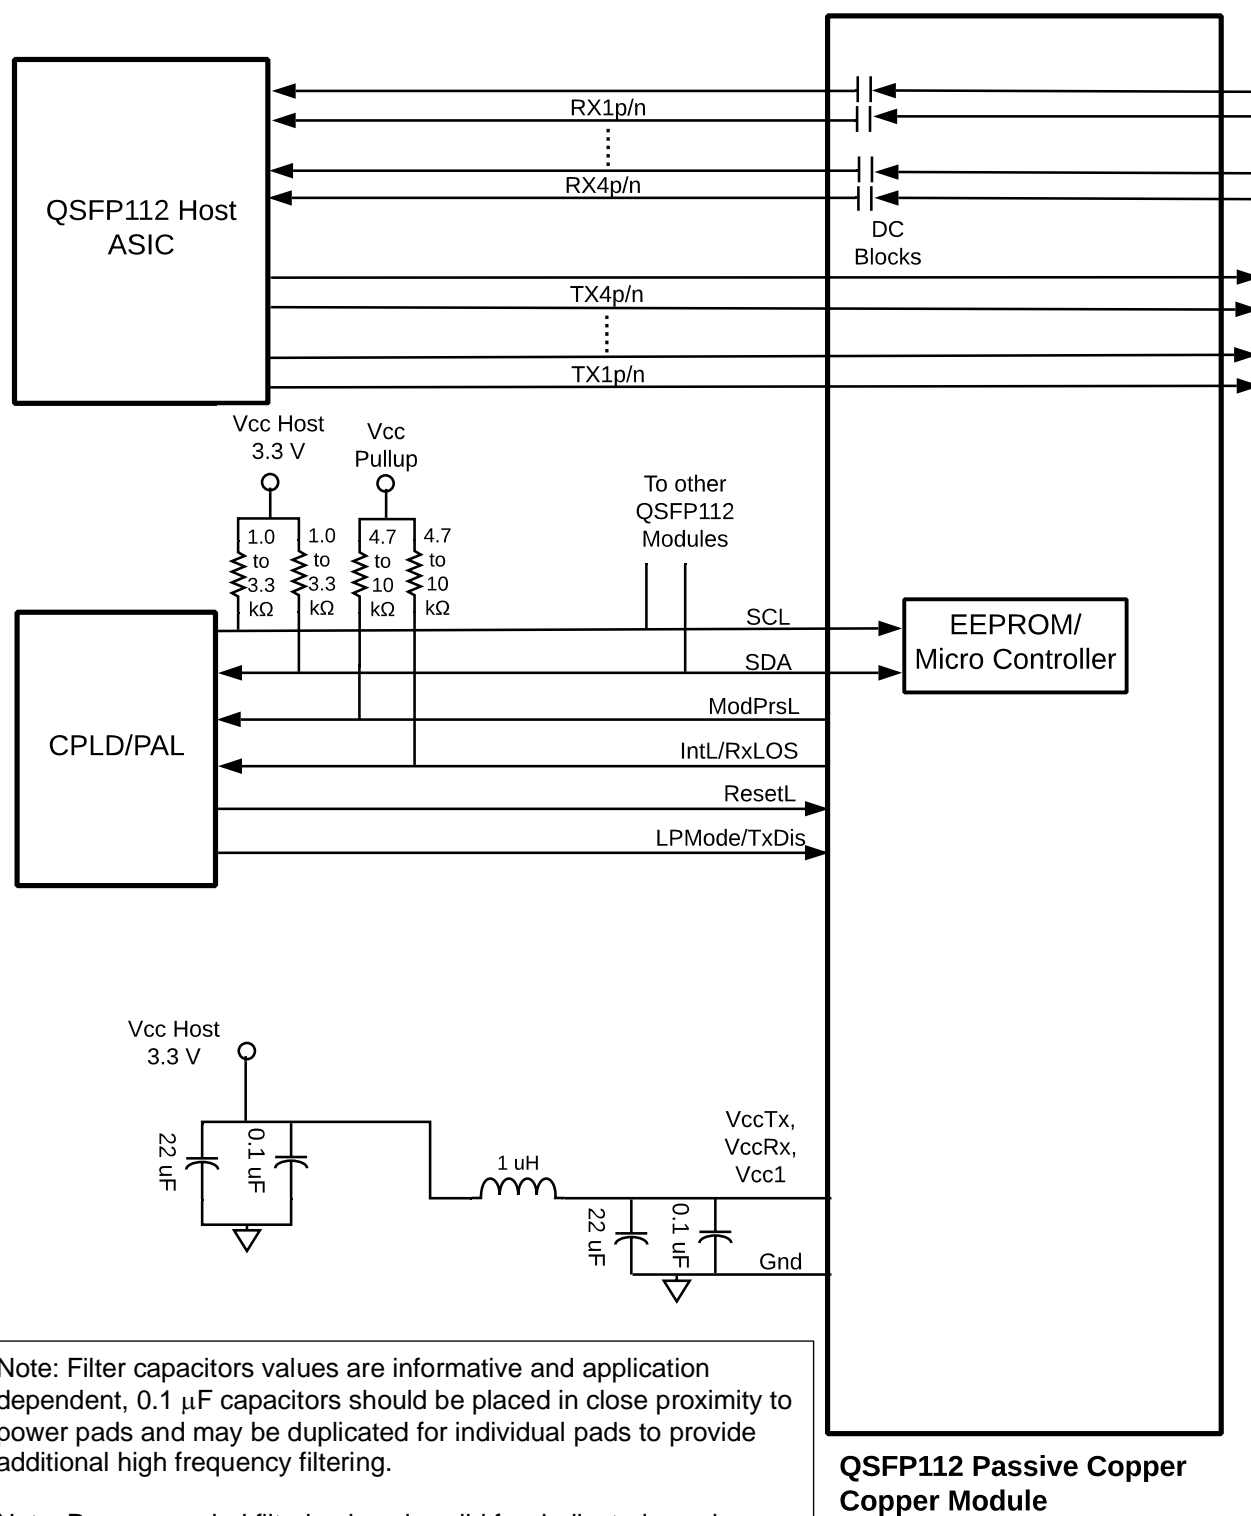 RX1p/n
RX4p/n
QSFP112 Host
ASIC
DC
Blocks
TX4p/n
TX1p/n
Vcc Host
3.3 V
Vcc
Pullup
To other
QSFP112
Modules
1.0
to
3.3
kΩ
1.0
to
3.3
kΩ
4.7
to
10
kΩ
4.7
to
10
kΩ
SCL
EEPROM/
Micro Controller
SDA
ModPrsL
CPLD/PAL
IntL/RxLOS
ResetL
LPMode/TxDis
Vcc Host
3.3 V
22 uF
0.1 uF
1 uH
VccTx,
VccRx,
Vcc1
22 uF
0.1 uF
Gnd
Note: Filter capacitors values are informative and application
dependent, 0.1 μF capacitors should be placed in close proximity to
power pads and may be duplicated for individual pads to provide
additional high frequency filtering.
QSFP112 Passive Copper
Copper Module